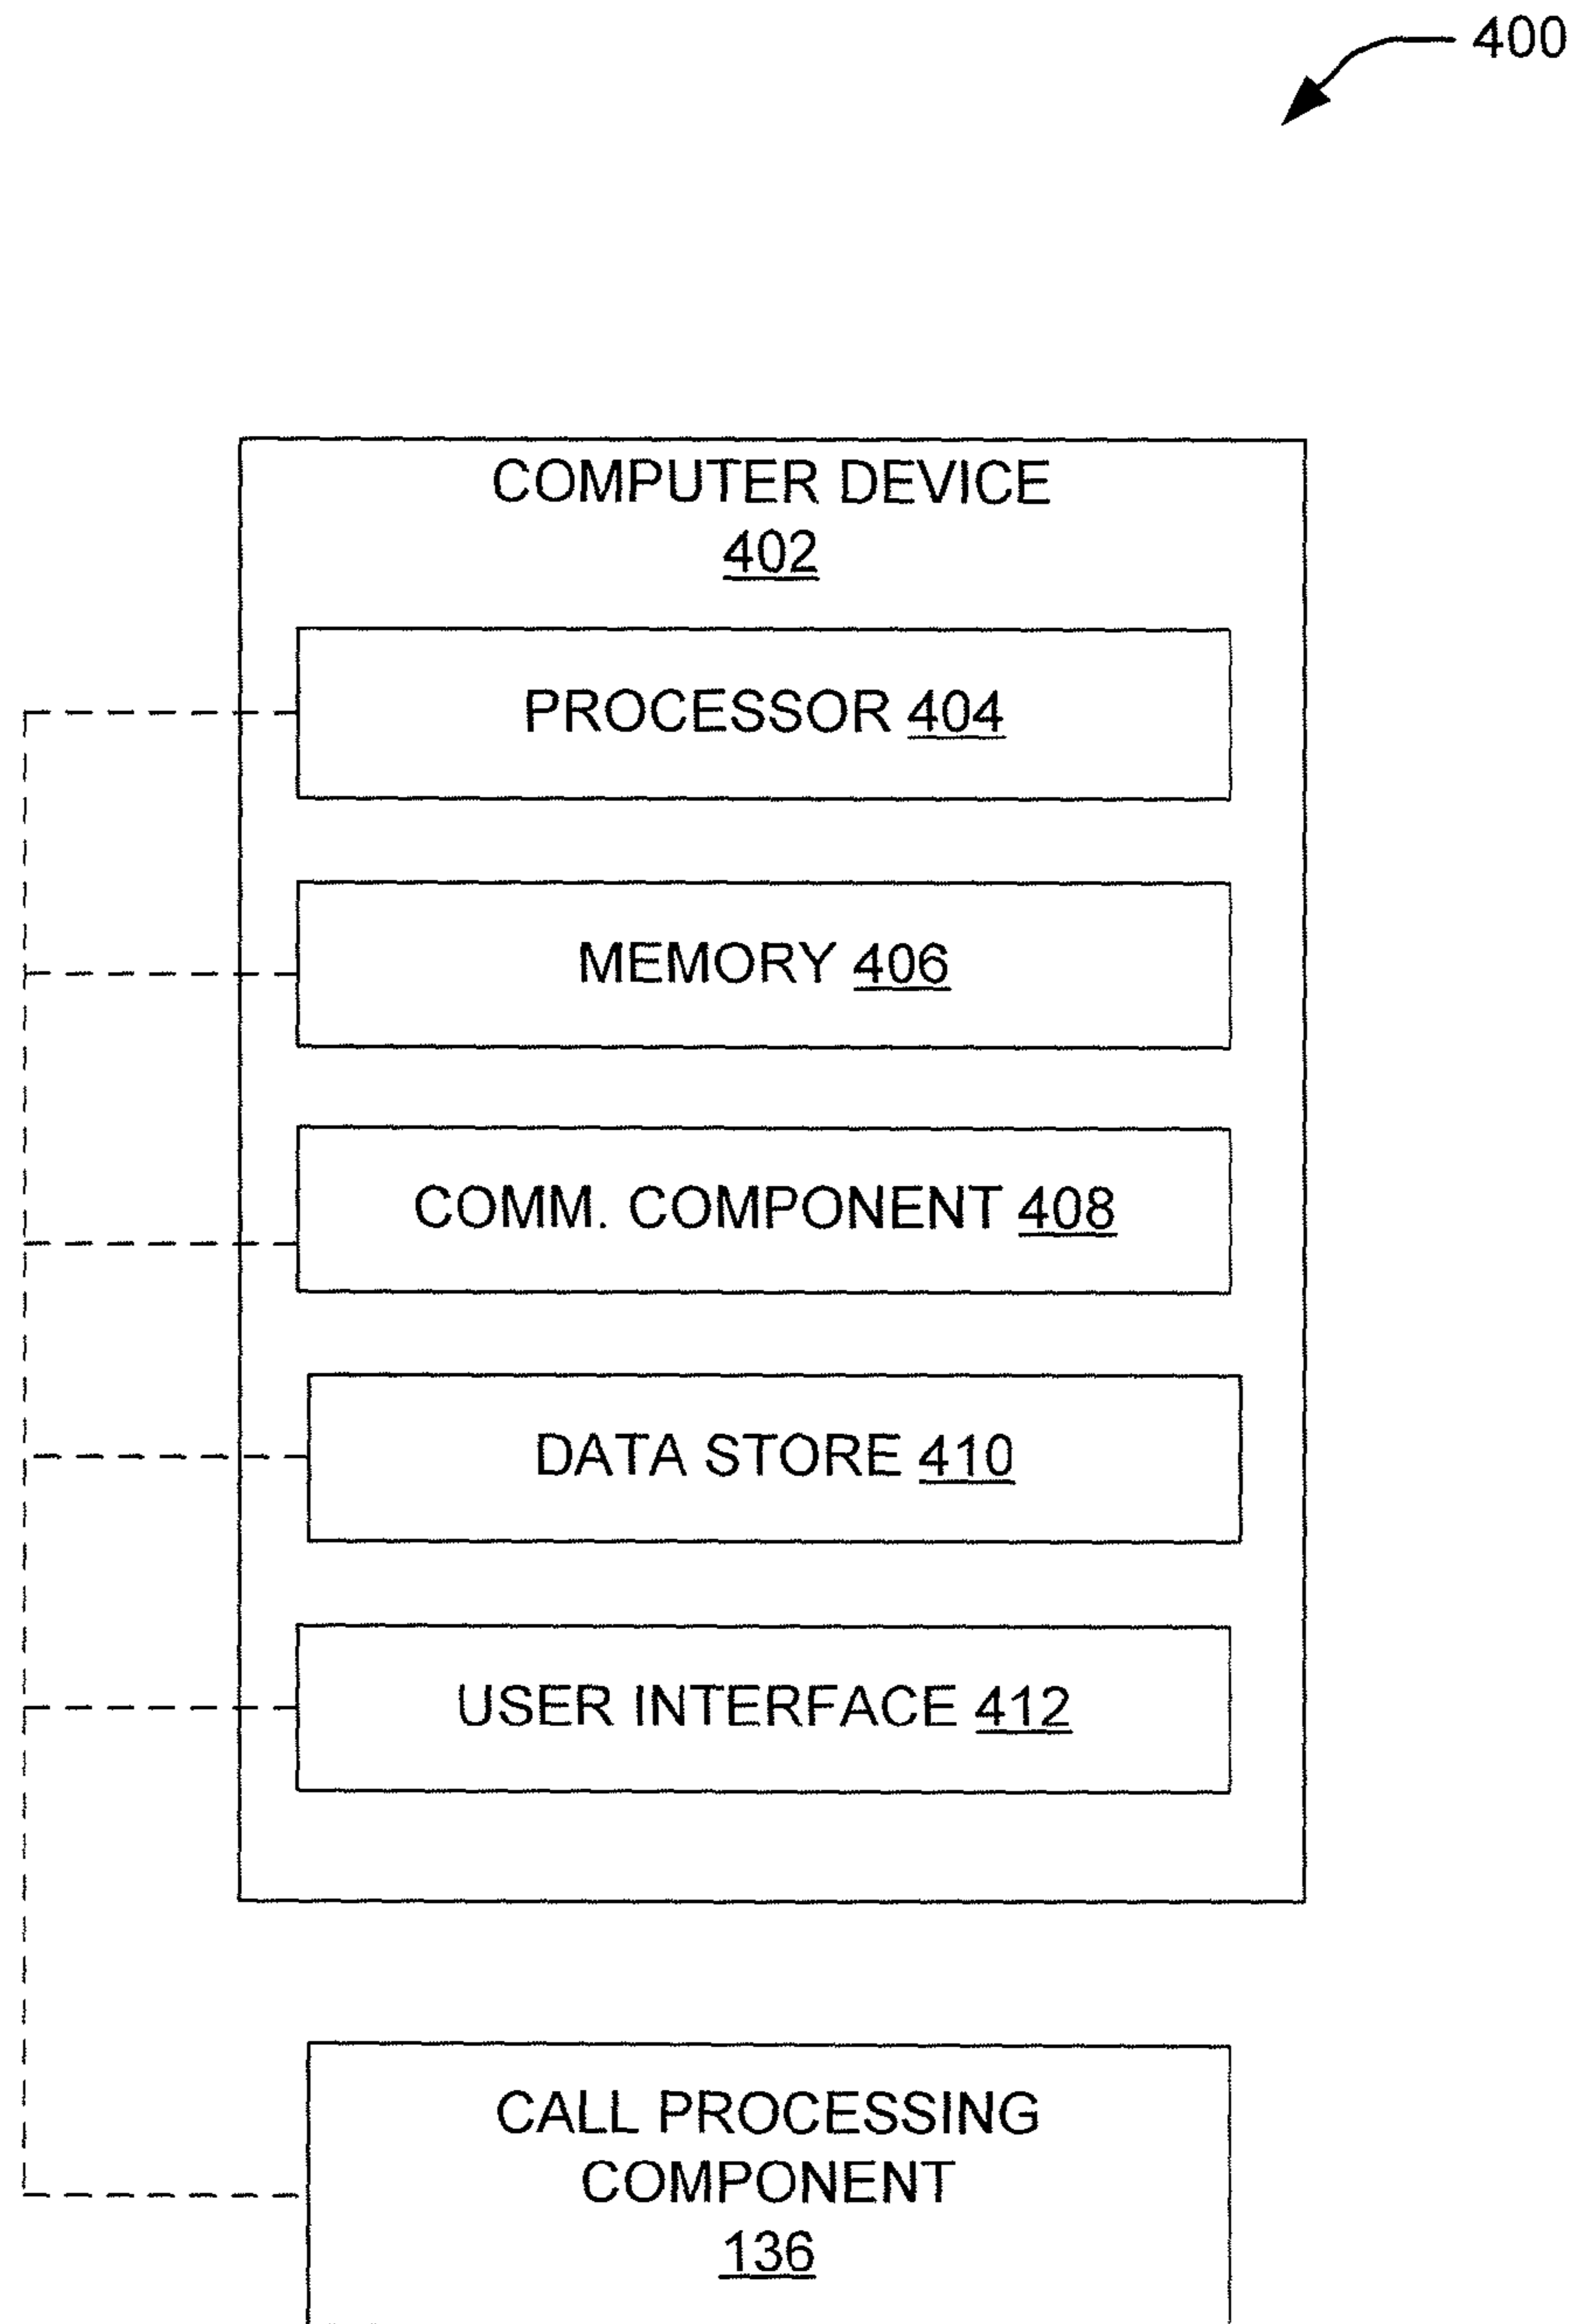 400
COMPUTER DEVICE
402
PROCESSOR 404
MEMORY 406
COMM. COMPONENT 408
DATA STORE 410
USER INTERFACE 412
CALL PROCESSING
COMPONENT
136